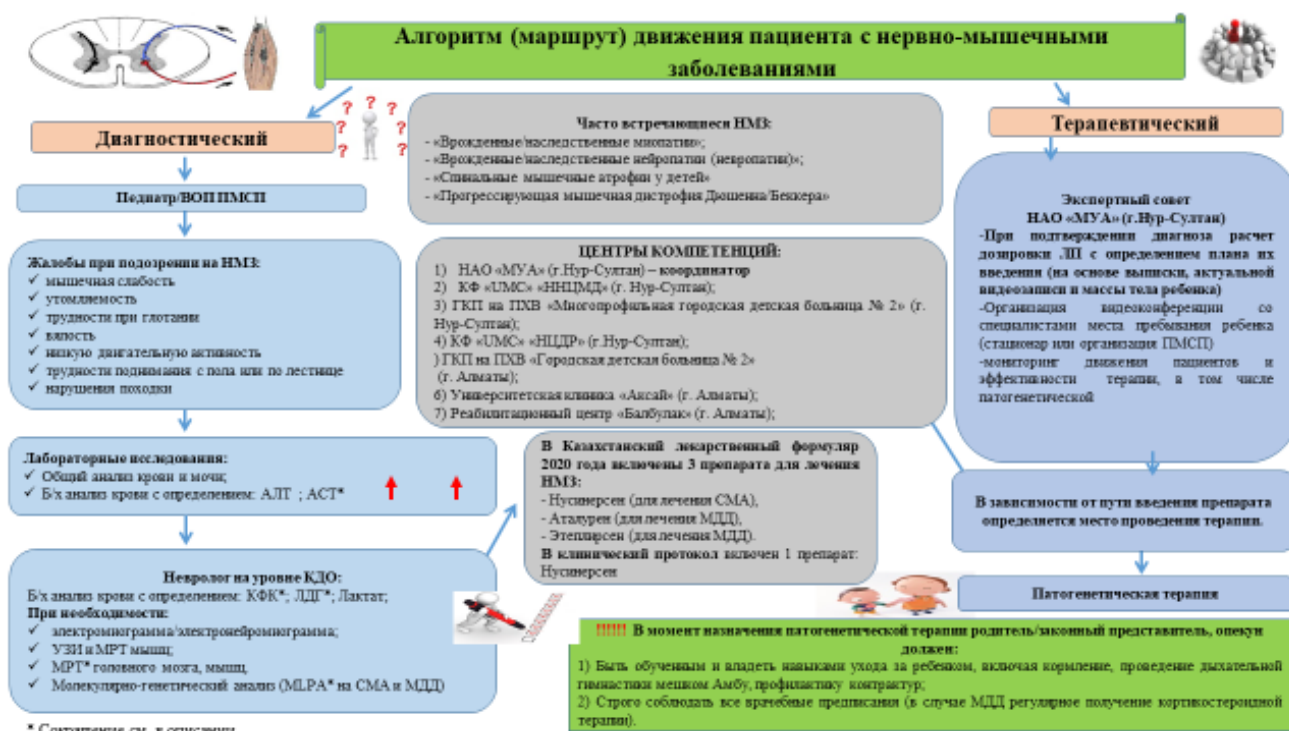 Алгоритм (маршрут) движения пациента с нервно-мышечными
заболеваниями
Диагностический
Педиатр/ВОП ПМСП
Жалобы при подозрении на НМЗ:
✓ мышечная слабость
✓ утомляемость
✓ трудности при глотании
✓ вялость
✓ низкую двигательную активность
✓ трудности поднимания с пола или по лестнице
✓ нарушения походки
Лабораторные исследования:
✓ Общий анализ крови и мочи;
✓ Б/х анализ крови с определением: АЛТ ; АСТ*
Невролог на уровне КДО:
Б/х анализ крови с определением: КФК*; ЛДГ*; Лактат;
При необходимости:
✓ электромиограмма/электронейромиограмма;
✓ УЗИ и МРТ мышц;
✓ МРТ* головного мозга, мышц,
✓ Молекулярно-генетический анализ (MLPA* на СМА и МДД)
* Сокращение см. в описании
? ? ? ? ? ? ?
Часто встречающиеся НМЗ:
- «Врожденные/наследственные миопатии»;
- «Врожденные/наследственные нейропатии (невропатии)»;
- «Спинальные мышечные атрофии у детей»
- «Прогрессирующая мышечная дистрофия Дюшенна/Беккера»
ЦЕНТРЫ КОМПЕТЕНЦИЙ:
1) НАО «МУА» (г.Нур-Султан) – координатор
2) КФ «UMC» «ННЦМД» (г. Нур-Султан);
3) ГКП на ПХВ «Многопрофильная городская детская больница № 2» (г.
Нур-Султан);
4) КФ «UMC» «НЦДР» (г.Нур-Султан);
) ГКП на ПХВ «Городская детская больница № 2»
(г. Алматы);
6) Университетская клиника «Аксай» (г. Алматы);
7) Реабилитационный центр «Балбулак» (г. Алматы);
В Казахстанский лекарственный формуляр
2020 года включены 3 препарата для лечения
НМЗ:
- Нусинерсен (для лечения СМА),
- Аталурен (для лечения МДД),
- Этеплирсен (для лечения МДД).
В клинический протокол включен 1 препарат:
Нусинерсен
Терапевтический
Экспертный совет
НАО «МУА» (г.Нур-Султан)
-При подтверждении диагноза расчет
дозировки ЛП с определением плана их
введения (на основе выписки, актуальной
видеозаписи и массы тела ребенка)
-Организация видеоконференции со
специалистами места пребывания ребенка
(стационар или организация ПМСП)
-мониторинг движения пациентов и
эффективности терапии, в том числе
патогенетической
В зависимости от пути введения препарата
определяется место проведения терапии.
Патогенетическая терапия
!!!!!! В момент назначения патогенетической терапии родитель/законный представитель, опекун
должен:
1) Быть обученным и владеть навыками ухода за ребенком, включая кормление, проведение дыхательной
гимнастики мешком Амбу, профилактику контрактур;
2) Строго соблюдать все врачебные предписания (в случае МДД регулярное получение кортикостероидной
терапии).